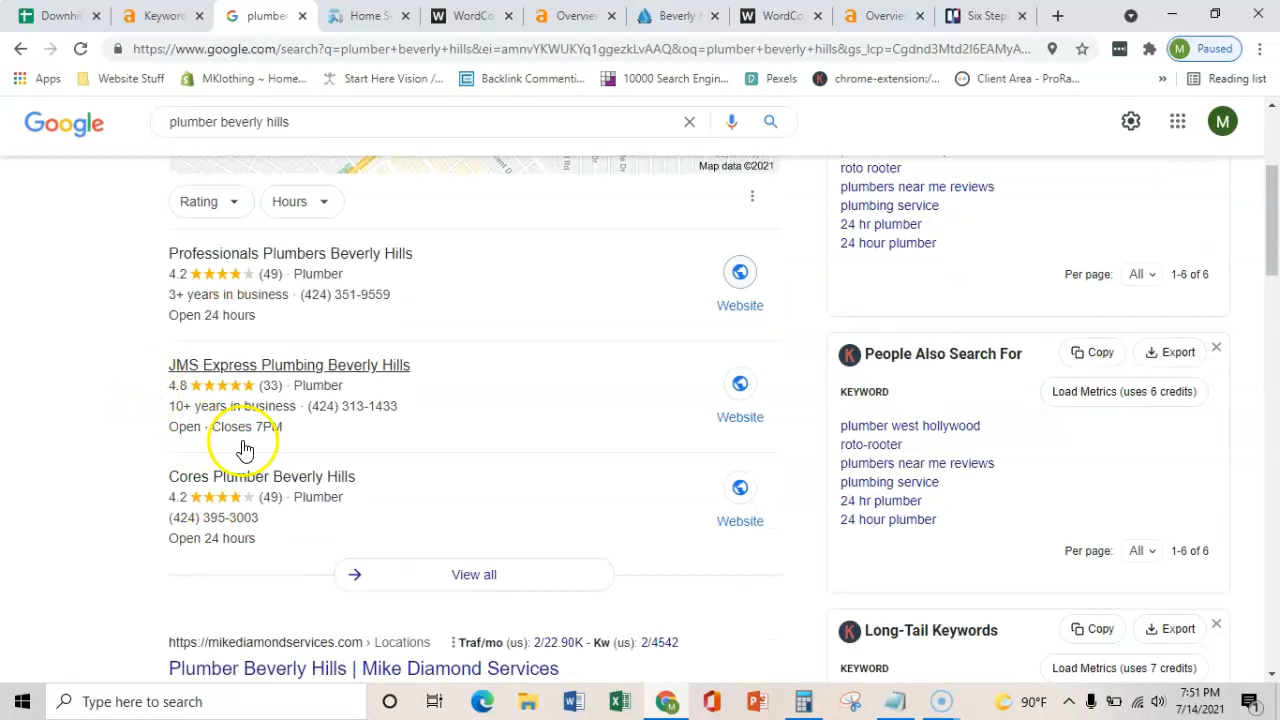 Downhil
Keyword
plumbe
Home S
WordCo
Overview
Beverly
WordCo
Overvie
Six Step
https://www.google.com/search?q=plumber+beverly+hills&ei=amnvYKWUKYq1ggezkLvAAQ&oq=plumber+beverly+hills&gs_lcp=Cgdnd3Mtd2l6EAMyA...
M Paused
Apps
Website Stuff
MKlothing ~ Home...
Start Here Vision /...
Backlink Commenti...
10000 Search Engin...
Pexels
chrome-extension:/...
Client Area - ProRa...
»
Reading list
Google
plumber beverly hills
M
Map data ©2021
Rating
Hours
Professionals Plumbers Beverly Hills
4.2 (49) · Plumber
3+ years in business · (424) 351-9559
Open 24 hours
Website
JMS Express Plumbing Beverly Hills
4.8 (33) · Plumber
10+ years in business · (424) 313-1433
Open · Closes 7PM
Website
Cores Plumber Beverly Hills
4.2 (49) · Plumber
(424) 395-3003
Open 24 hours
Website
View all
https://mikediamondservices.com › Locations
Traf/mo (us): 2/22.90K - Kw (us): 2/4542
Plumber Beverly Hills | Mike Diamond Services
roto rooter
plumbers near me reviews
plumbing service
24 hr plumber
24 hour plumber
Per page: All 1-6 of 6
K People Also Search For
Copy
Export
KEYWORD
Load Metrics (uses 6 credits)
plumber west hollywood
roto-rooter
plumbers near me reviews
plumbing service
24 hr plumber
24 hour plumber
Per page: All 1-6 of 6
K Long-Tail Keywords
Copy
Export
KEYWORD
Load Metrics (uses 7 credits)
Type here to search
90°F
7:51 PM
7/14/2021